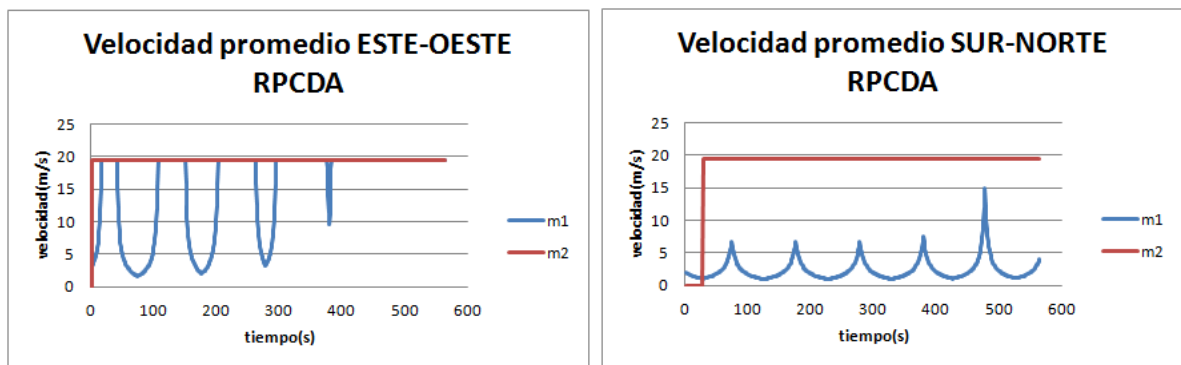 Velocidad promedio ESTE-OESTE
RPCDA
velocidad(m/s)
25
20
15
10
5
0
0 100 200 300 400 500 600
tiempo(s)
m1
m2
Velocidad promedio SUR-NORTE
RPCDA
velocidad(m/s)
25
20
15
10
5
0
0 100 200 300 400 500 600
tiempo(s)
m1
m2